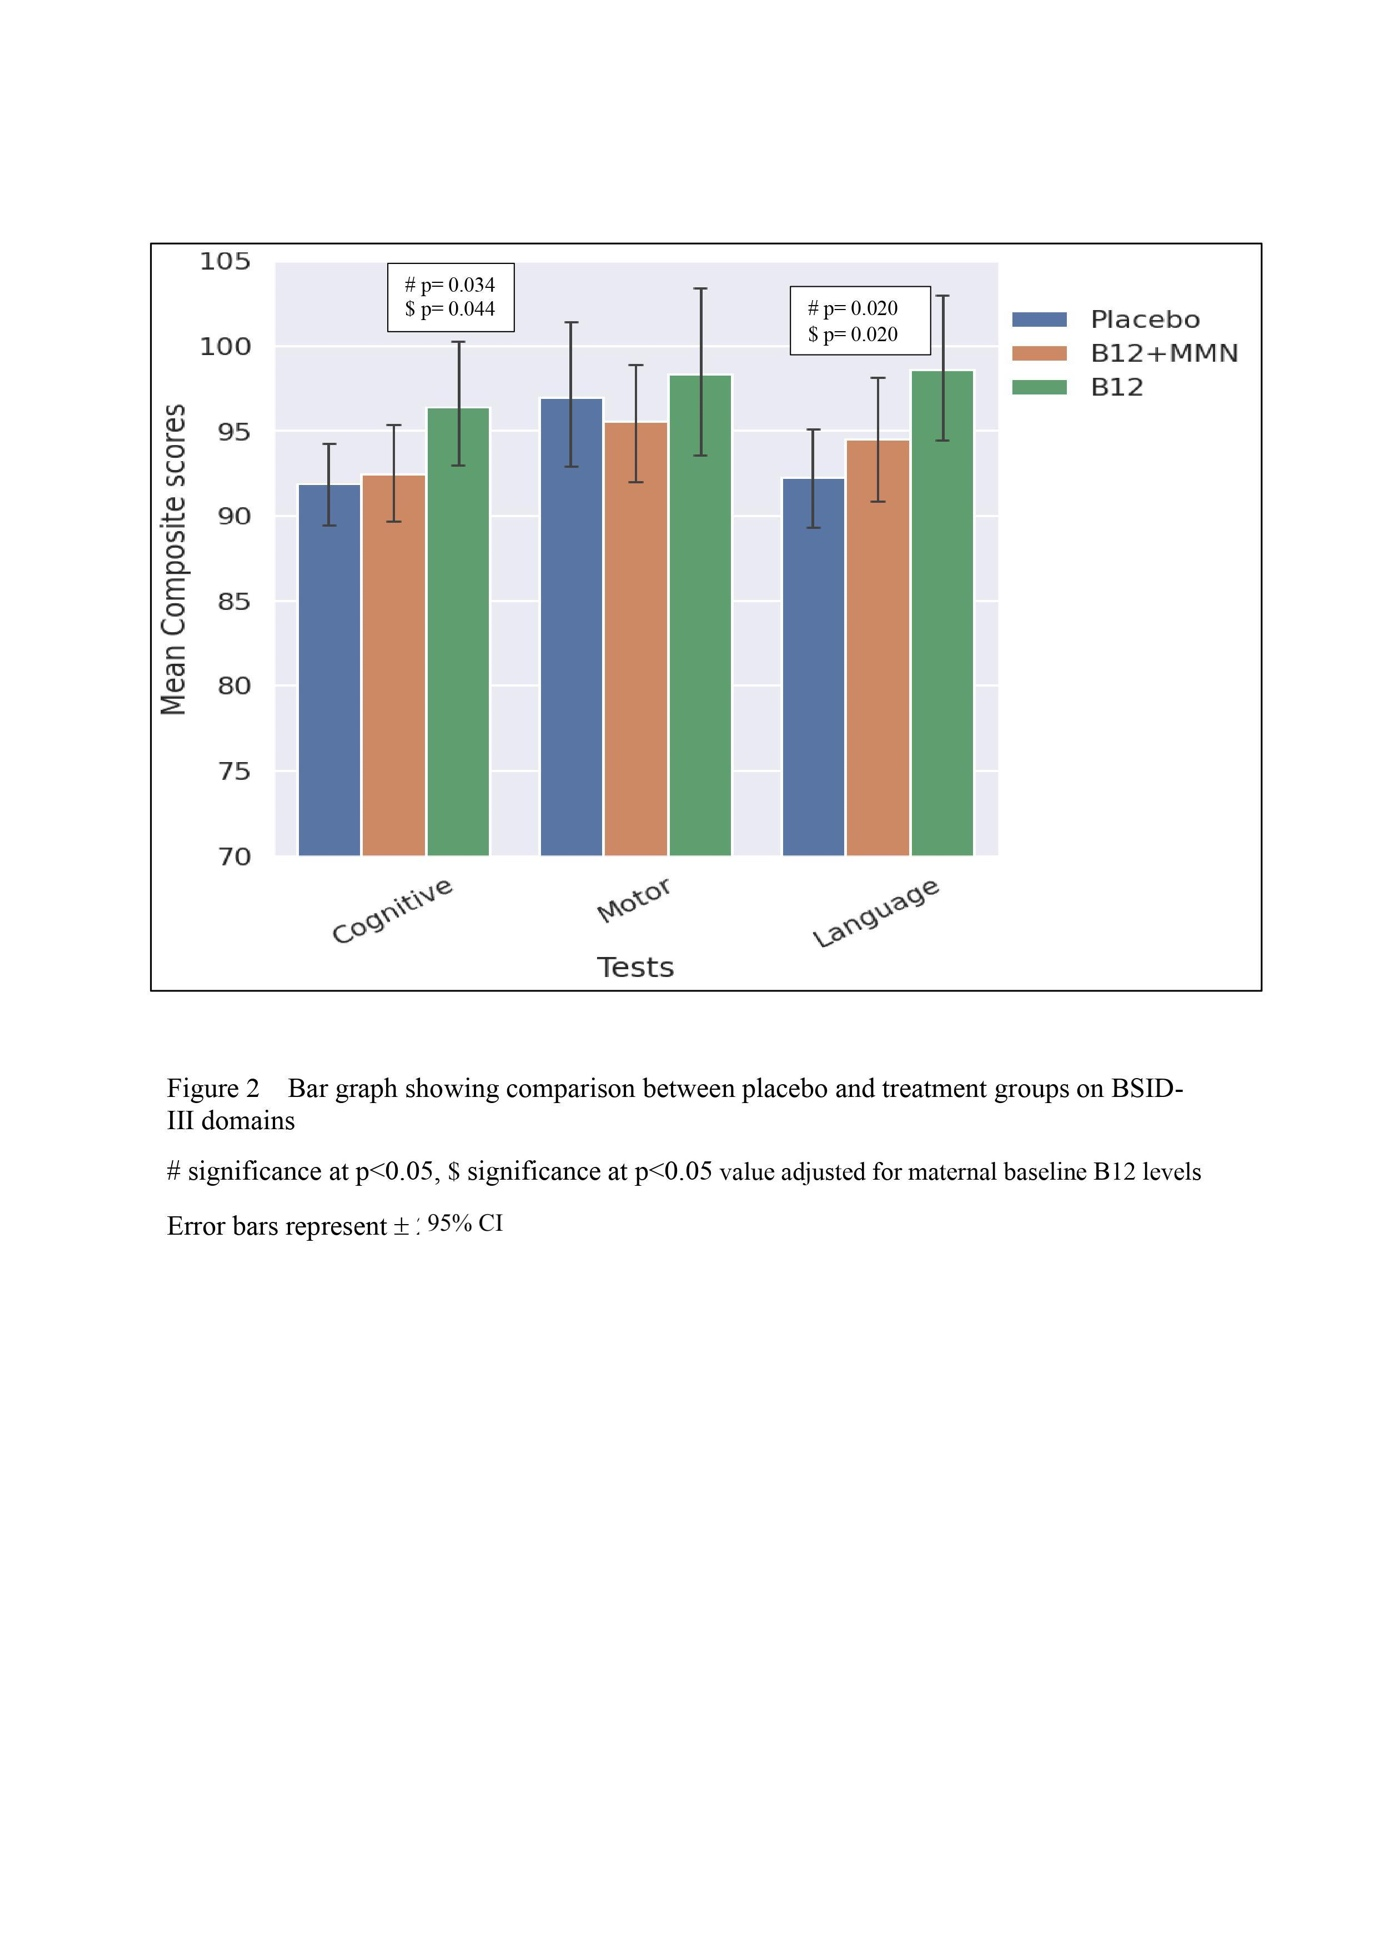 105
# p= 0.034
$ p= 0.044
# p= 0.020
$ p= 0.020
100
95
90
85
80
75
70
Mean Composite scores
Placebo
B12+MMN
B12
Cognitive
Motor
Language
Tests
Figure 2 Bar graph showing comparison between placebo and treatment groups on BSID-
III domains
# significance at p<0.05, $ significance at p<0.05 value adjusted for maternal baseline B12 levels
Error bars represent ± 95% CI